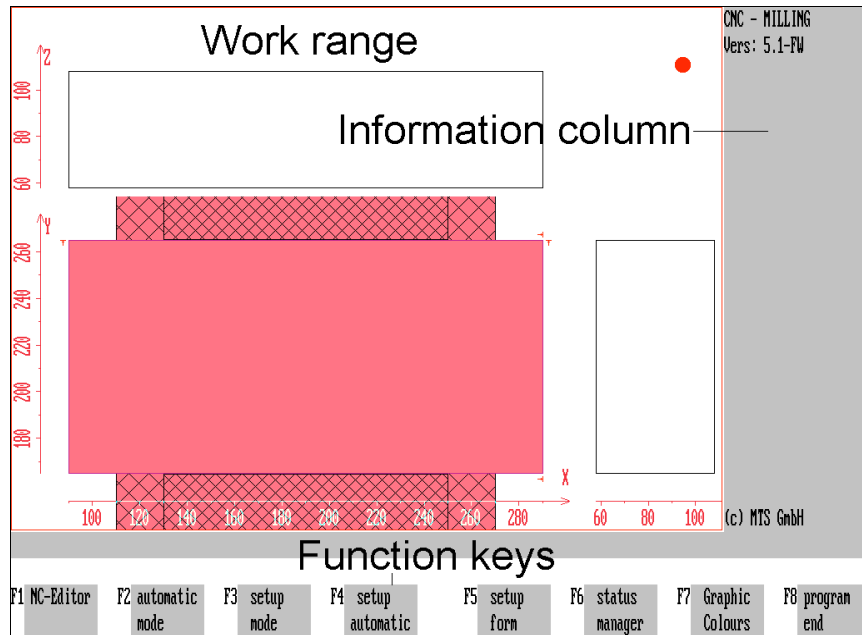 CNC - MILLING
Vers: 5.1-FW
Work range
Z
100
80
60
Information column
Y
260
240
220
200
180
X
100 120 140 160 180 200 220 240 260 280
60 80 100
(c) MTS GmbH
Function keys
F1 NC-Editor
F2 automatic
mode
F3 setup
mode
F4 setup
automatic
F5 setup
form
F6 status
manager
F7 Graphic
Colours
F8 program
end